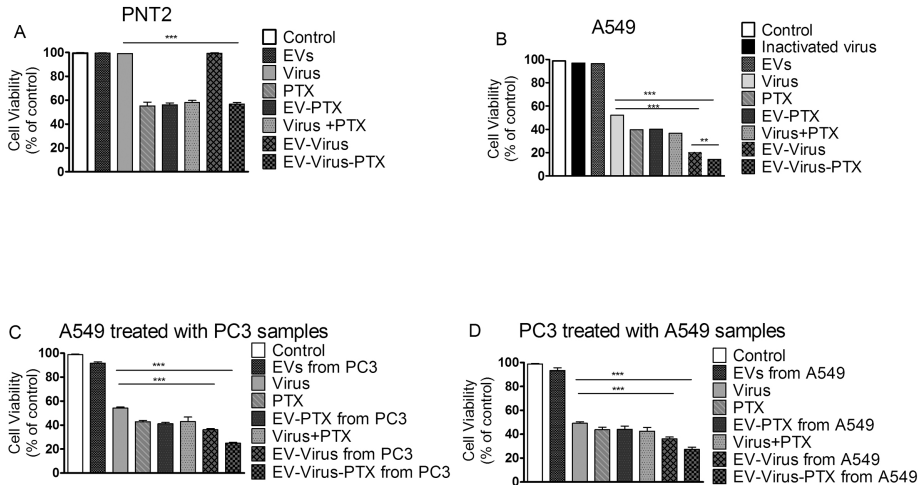 A
PNT2
***
Cell Viability
(% of control)
100
80
60
40
20
0
Control
EVs
Virus
PTX
EV-PTX
Virus +PTX
EV-Virus
EV-Virus-PTX
B
A549
***
***
**
Cell Viability
(% of control)
100
80
60
40
20
0
Control
Inactivated virus
EVs
Virus
PTX
EV-PTX
Virus+PTX
EV-Virus
EV-Virus-PTX
C
A549 treated with PC3 samples
***
***
Cell Viability
(% of control)
100
80
60
40
20
0
Control
EVs from PC3
Virus
PTX
EV-PTX from PC3
Virus+PTX
EV-Virus from PC3
EV-Virus-PTX from PC3
D
PC3 treated with A549 samples
***
***
Cell Viability
(% of control)
100
80
60
40
20
0
Control
EVs from A549
Virus
PTX
EV-PTX from A549
Virus+PTX
EV-Virus from A549
EV-Virus-PTX from A549